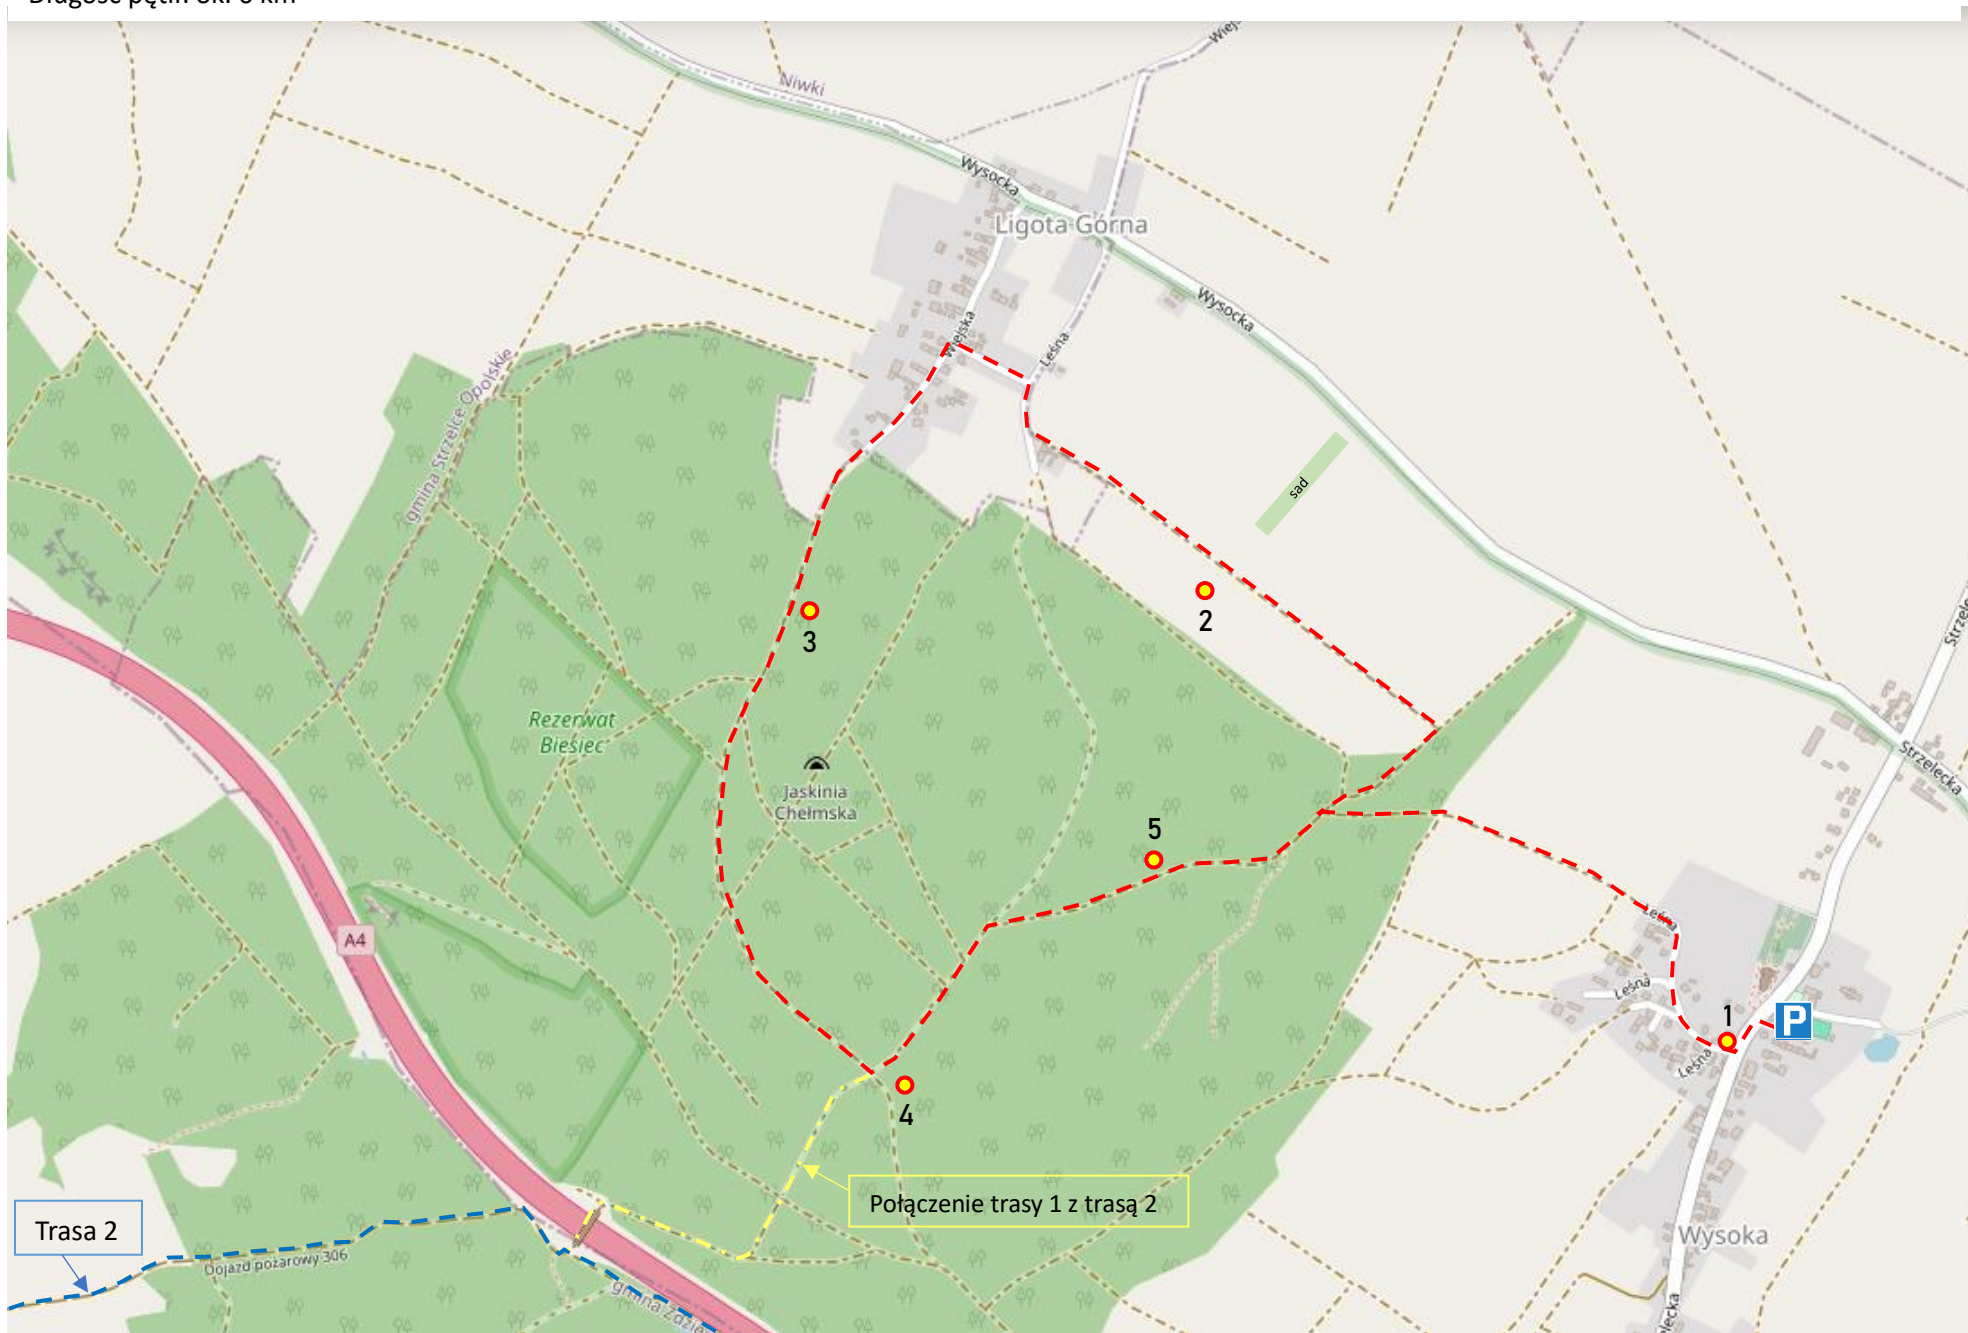 Niwki
Wysocka
Ligota Górna
Wysocka
Wiejska
Leśna
gmina Strzelce Opolskie
sad
2
3
Rezerwat
Biesiec
Jaskinia
Chełmska
Strzelecka
5
A4
Leśna
Leśna
P
1
Leśna
4
Połączenie trasy 1 z trasą 2
Trasa 2
Dojazd pożarowy 306
Wysoka
gmina